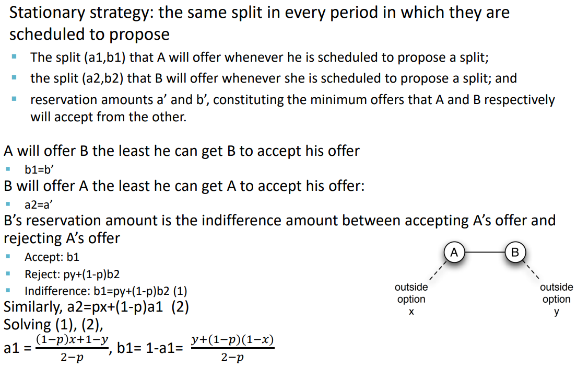 Stationary strategy: the same split in every period in which they are
scheduled to propose
▪ The split (a1,b1) that A will offer whenever he is scheduled to propose a split;
▪ the split (a2,b2) that B will offer whenever she is scheduled to propose a split; and
▪ reservation amounts a′ and b′, constituting the minimum offers that A and B respectively
will accept from the other.
A will offer B the least he can get B to accept his offer
▪ b1=b′
B will offer A the least he can get A to accept his offer:
▪ a2=a′
B’s reservation amount is the indifference amount between accepting A’s offer and
rejecting A’s offer
▪ Accept: b1
▪ Reject: py+(1-p)b2
▪ Indifference: b1=py+(1-p)b2 (1)
Similarly, a2=px+(1-p)a1 (2)
Solving (1), (2),
a1 = ((1−p)x+1−y)/(2−p), b1= 1-a1= (y+(1−p)(1−x))/(2−p)
A B
outside
option
x
outside
option
y